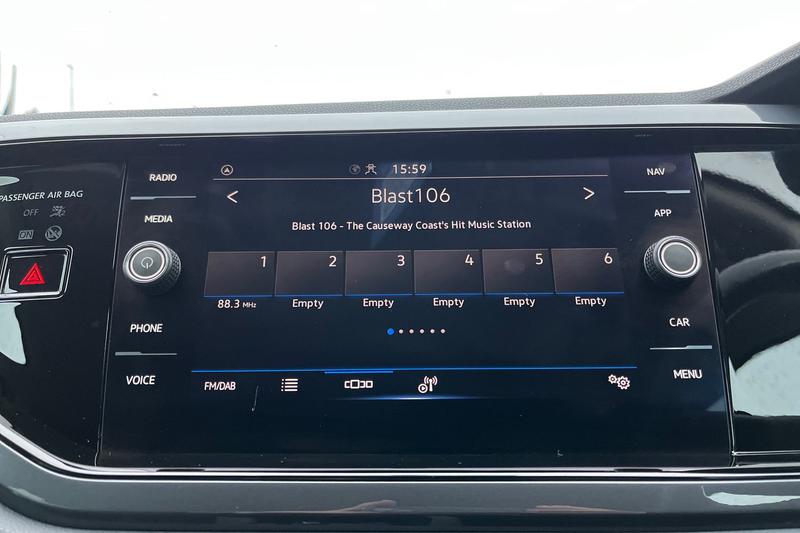 PASSENGER AIR BAG
OFF
ON
RADIO
MEDIA
PHONE
VOICE
15:59
< Blast106 >
Blast 106 - The Causeway Coast's Hit Music Station
1 2 3 4 5 6
88.3 MHz Empty Empty Empty Empty Empty
FM/DAB
NAV
APP
CAR
MENU